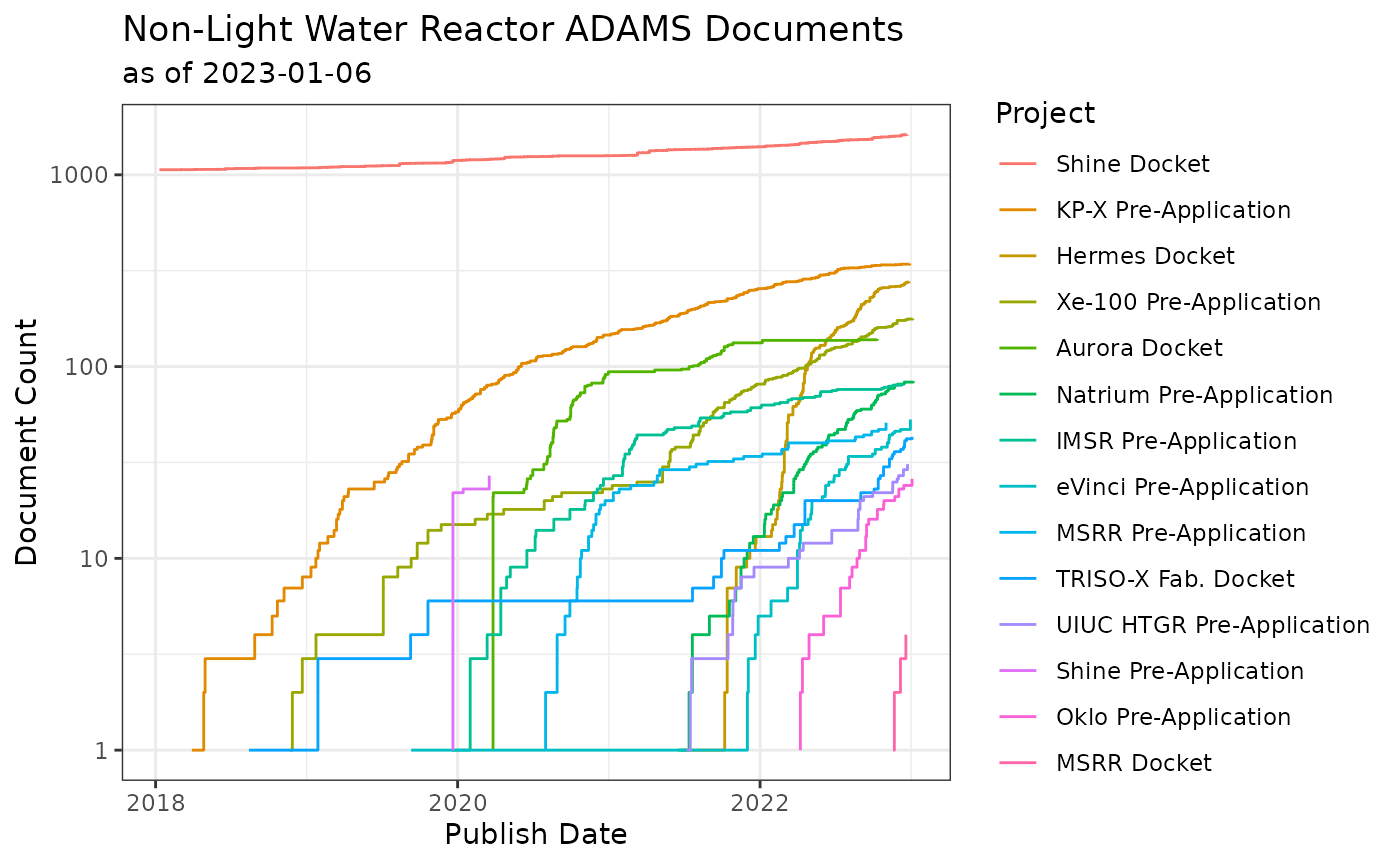 Non-Light Water Reactor ADAMS Documents
as of 2023-01-06
Document Count
1000
100
10
1
2018
2020
2022
Publish Date
Project
Shine Docket
KP-X Pre-Application
Hermes Docket
Xe-100 Pre-Application
Aurora Docket
Natrium Pre-Application
IMSR Pre-Application
eVinci Pre-Application
MSRR Pre-Application
TRISO-X Fab. Docket
UIUC HTGR Pre-Application
Shine Pre-Application
Oklo Pre-Application
MSRR Docket